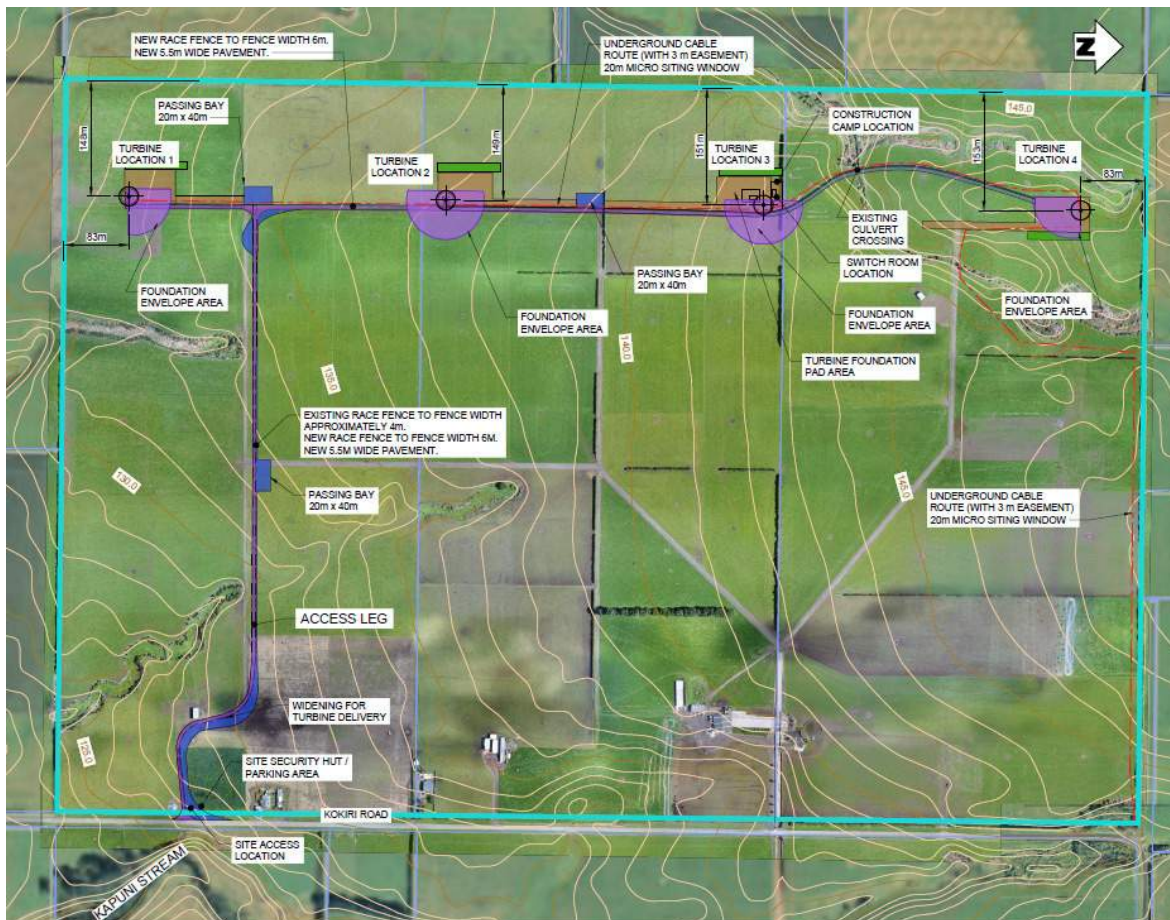 NEW RACE FENCE TO FENCE WIDTH 6m.
NEW 5.5m WIDE PAVEMENT.
UNDERGROUND CABLE
ROUTE (WITH 3 m EASEMENT)
20m MICRO SITING WINDOW
Z
PASSING BAY
20m x 40m
CONSTRUCTION
CAMP LOCATION
145.0
148m
149m
151m
153m
TURBINE
LOCATION 1
TURBINE
LOCATION 2
TURBINE
LOCATION 3
TURBINE
LOCATION 4
83m
83m
EXISTING
CULVERT
CROSSING
SWITCH ROOM
LOCATION
PASSING BAY
20m x 40m
FOUNDATION
ENVELOPE AREA
FOUNDATION
ENVELOPE AREA
FOUNDATION
ENVELOPE AREA
FOUNDATION
ENVELOPE AREA
TURBINE FOUNDATION
PAD AREA
135.0
140.0
EXISTING RACE FENCE TO FENCE WIDTH
APPROXIMATELY 4m.
NEW RACE FENCE TO FENCE WIDTH 6M.
NEW 5.5M WIDE PAVEMENT.
130.0
145.0
PASSING BAY
20m x 40m
UNDERGROUND CABLE
ROUTE (WITH 3 m EASEMENT)
20m MICRO SITING WINDOW
ACCESS LEG
WIDENING FOR
TURBINE DELIVERY
125.0
SITE SECURITY HUT /
PARKING AREA
KOKIRI ROAD
SITE ACCESS
LOCATION
KAPUNI STREAM